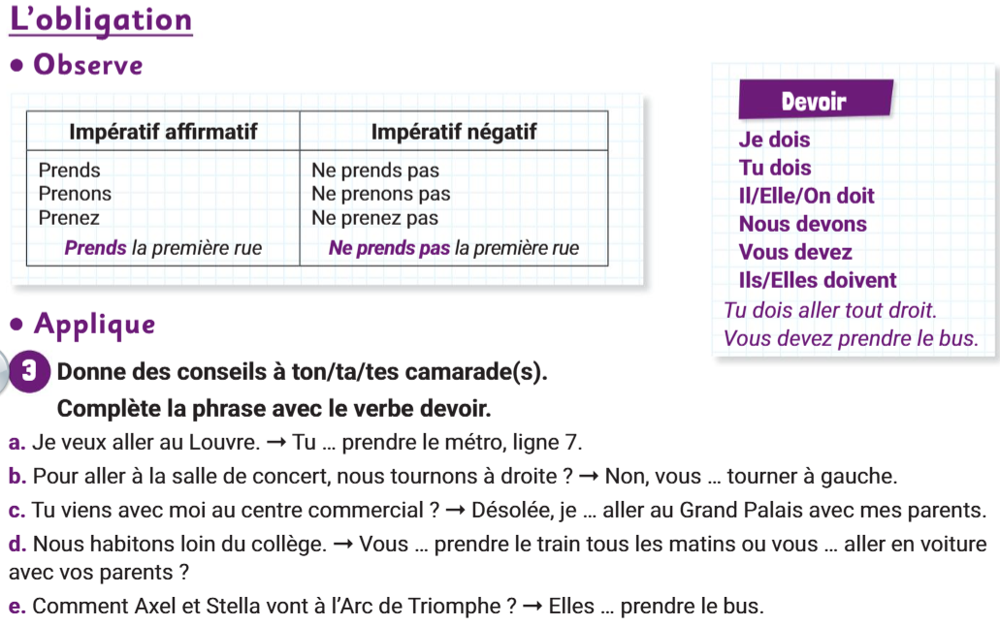 L'obligation
• Observe
Impératif affirmatif
Impératif négatif
Prends
Prenons
Prenez
Prends la première rue
Ne prends pas
Ne prenons pas
Ne prenez pas
Ne prends pas la première rue
Devoir
Je dois
Tu dois
Il/Elle/On doit
Nous devons
Vous devez
Ils/Elles doivent
Tu dois aller tout droit.
Vous devez prendre le bus.
• Applique
3 Donne des conseils à ton/ta/tes camarade(s).
Complète la phrase avec le verbe devoir.
a. Je veux aller au Louvre. → Tu ... prendre le métro, ligne 7.
b. Pour aller à la salle de concert, nous tournons à droite ? → Non, vous ... tourner à gauche.
c. Tu viens avec moi au centre commercial ? → Désolée, je ... aller au Grand Palais avec mes parents.
d. Nous habitons loin du collège. → Vous ... prendre le train tous les matins ou vous ... aller en voiture
avec vos parents ?
e. Comment Axel et Stella vont à l'Arc de Triomphe ? → Elles ... prendre le bus.